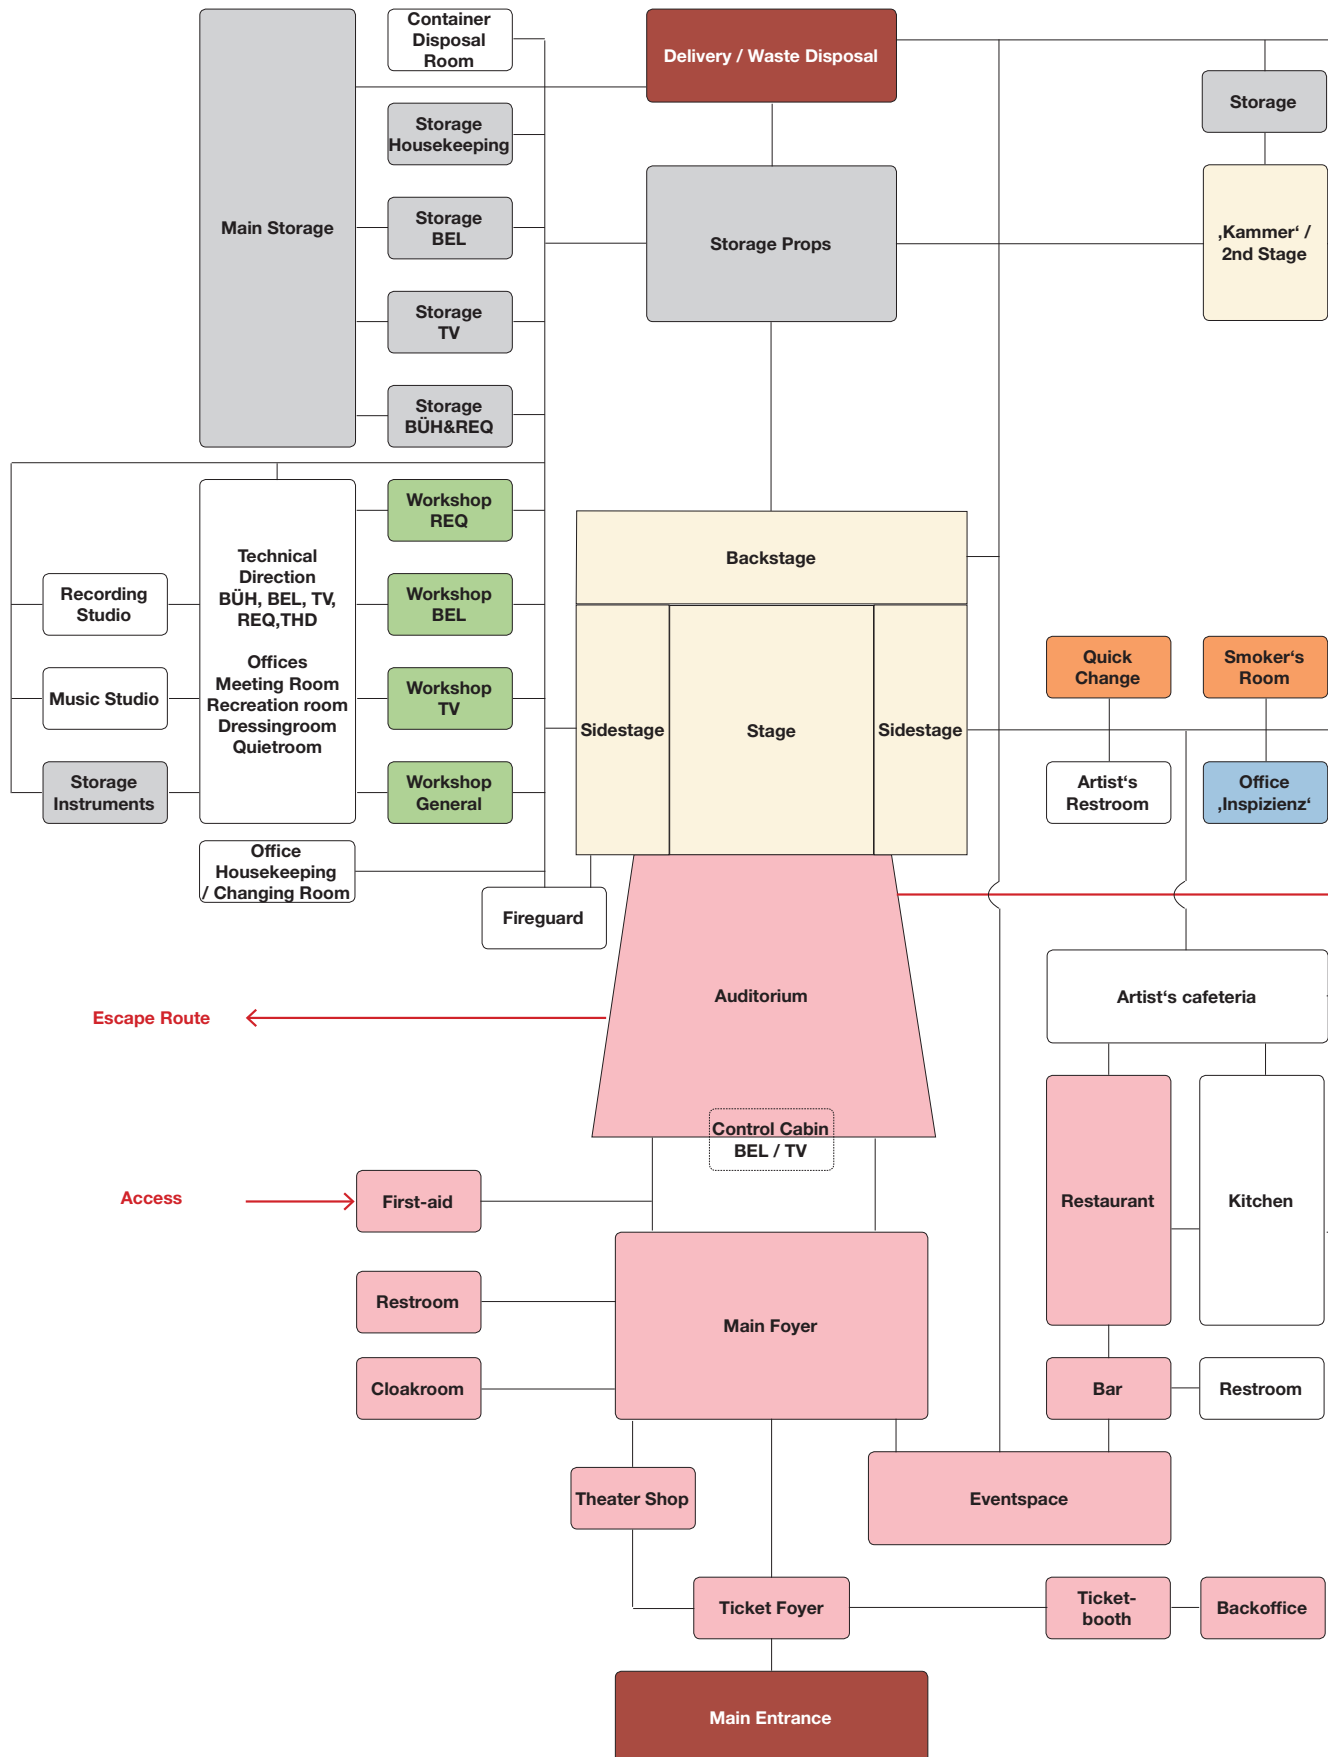 Container
Disposal
Room
Delivery / Waste Disposal
Storage
Storage
Housekeeping
Main Storage
Storage
BEL
Storage Props
‚Kammer‘ /
2nd Stage
Storage
TV
Storage
BÜH&REQ
Workshop
REQ
Technical
Direction
BÜH, BEL, TV,
REQ,THD
Offices
Meeting Room
Recreation room
Dressingroom
Quietroom
Backstage
Recording
Studio
Workshop
BEL
Music Studio
Workshop
TV
Sidestage
Stage
Sidestage
Quick
Change
Smoker‘s
Room
Storage
Instruments
Workshop
General
Artist‘s
Restroom
Office
‚Inspizienz‘
Office
Housekeeping
/ Changing Room
Fireguard
Auditorium
Artist‘s cafeteria
Escape Route
Control Cabin
BEL / TV
Access
First-aid
Restaurant
Kitchen
Restroom
Main Foyer
Cloakroom
Bar
Restroom
Theater Shop
Eventspace
Ticket Foyer
Ticket-
booth
Backoffice
Main Entrance